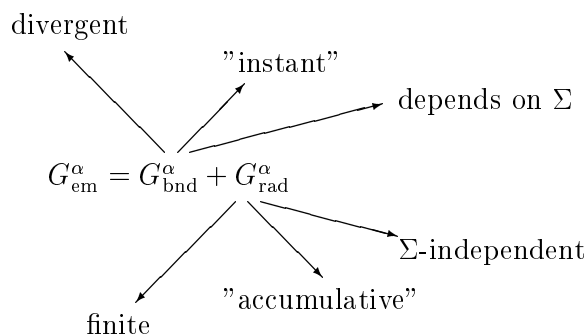 divergent
"instant"
depends on Σ
G^α_em = G^α_bnd + G^α_rad
Σ-independent
"accumulative"
finite